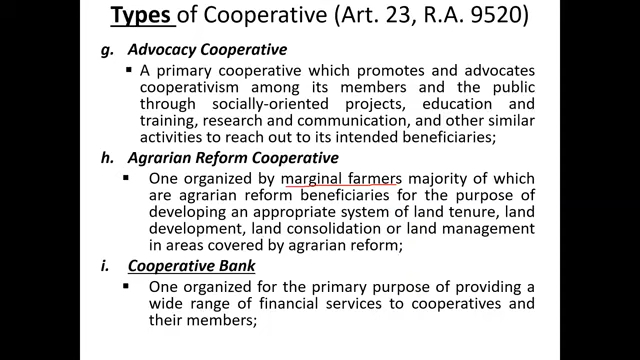 Types of Cooperative (Art. 23, R.A. 9520)
g. Advocacy Cooperative
▪ A primary cooperative which promotes and advocates
cooperativism among its members and the public
through socially-oriented projects, education and
training, research and communication, and other similar
activities to reach out to its intended beneficiaries;
h. Agrarian Reform Cooperative
▪ One organized by marginal farmers majority of which
are agrarian reform beneficiaries for the purpose of
developing an appropriate system of land tenure, land
development, land consolidation or land management
in areas covered by agrarian reform;
i. Cooperative Bank
▪ One organized for the primary purpose of providing a
wide range of financial services to cooperatives and
their members;